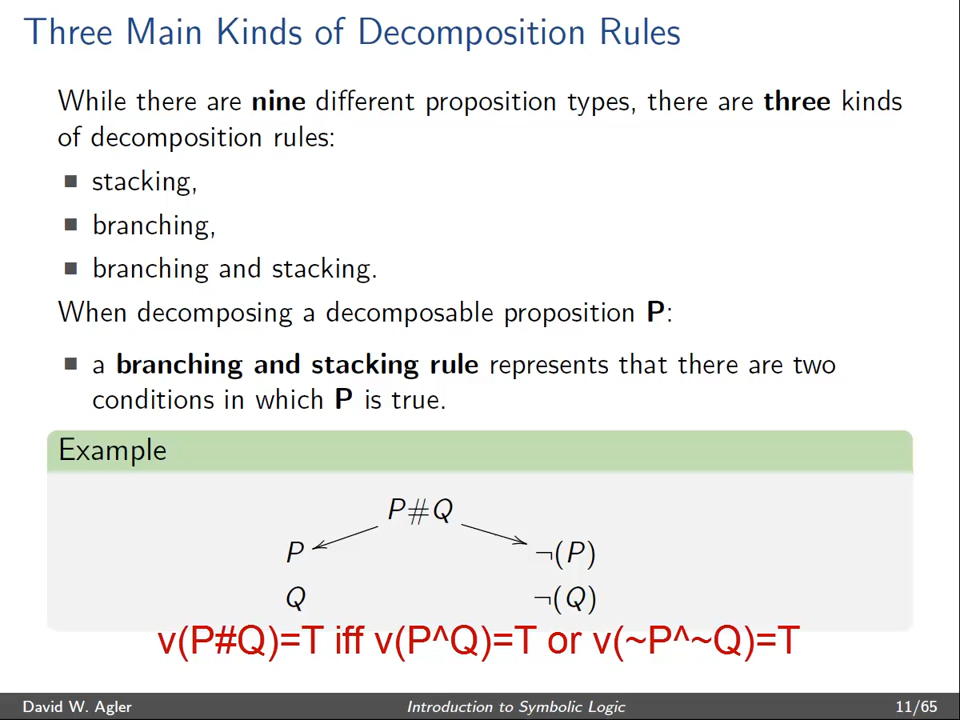 Three Main Kinds of Decomposition Rules
While there are nine different proposition types, there are three kinds
of decomposition rules:
stacking,
branching,
branching and stacking.
When decomposing a decomposable proposition P:
a branching and stacking rule represents that there are two
conditions in which P is true.
Example
P#Q
P ¬(P)
Q ¬(Q)
v(P#Q)=T iff v(P^Q)=T or v(~P^~Q)=T
David W. Agler Introduction to Symbolic Logic 11/65